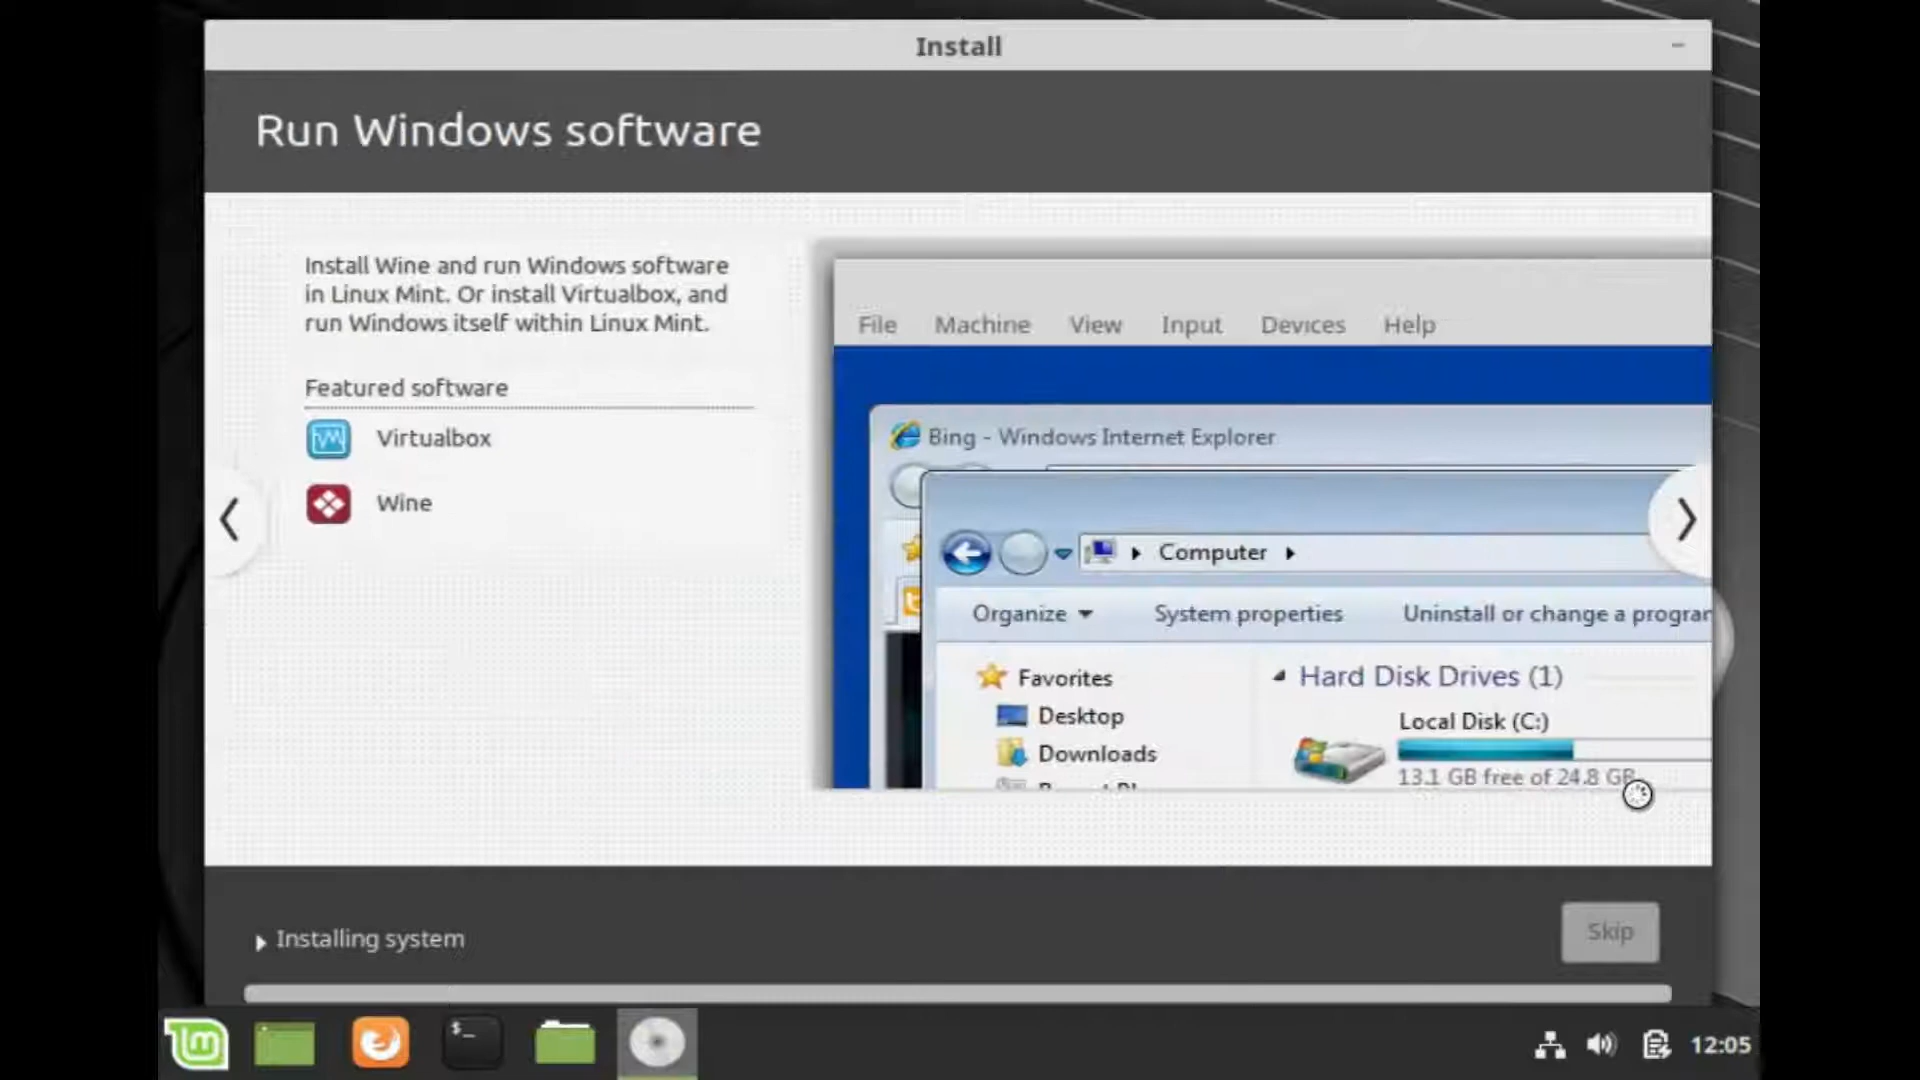 Install
Run Windows software
Install Wine and run Windows software
in Linux Mint. Or install Virtualbox, and
run Windows itself within Linux Mint.
Featured software
Virtualbox
Wine
File Machine View Input Devices Help
Bing - Windows Internet Explorer
Computer
Organize System properties Uninstall or change a program
Favorites
Desktop
Downloads
Hard Disk Drives (1)
Local Disk (C:)
13.1 GB free of 24.8 GB
Installing system
Skip
$_
12:05